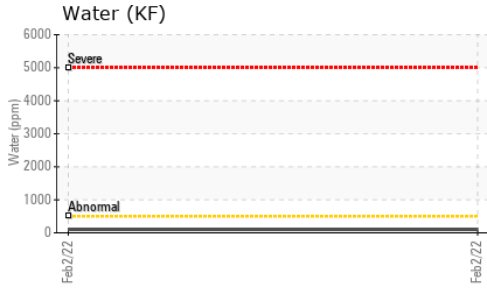 Water (KF)
6000
Severe
5000
4000
3000
2000
1000
Abnormal
0
Water (ppm)
Feb2/22
Feb2/22